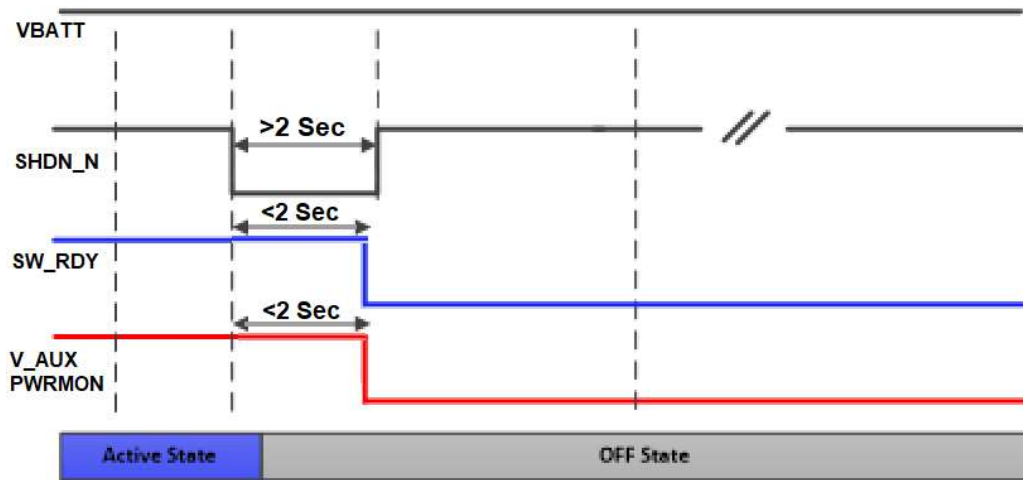 VBATT
>2 Sec
SHDN_N
<2 Sec
SW_RDY
<2 Sec
V_AUX
PWRMON
Active State
OFF State